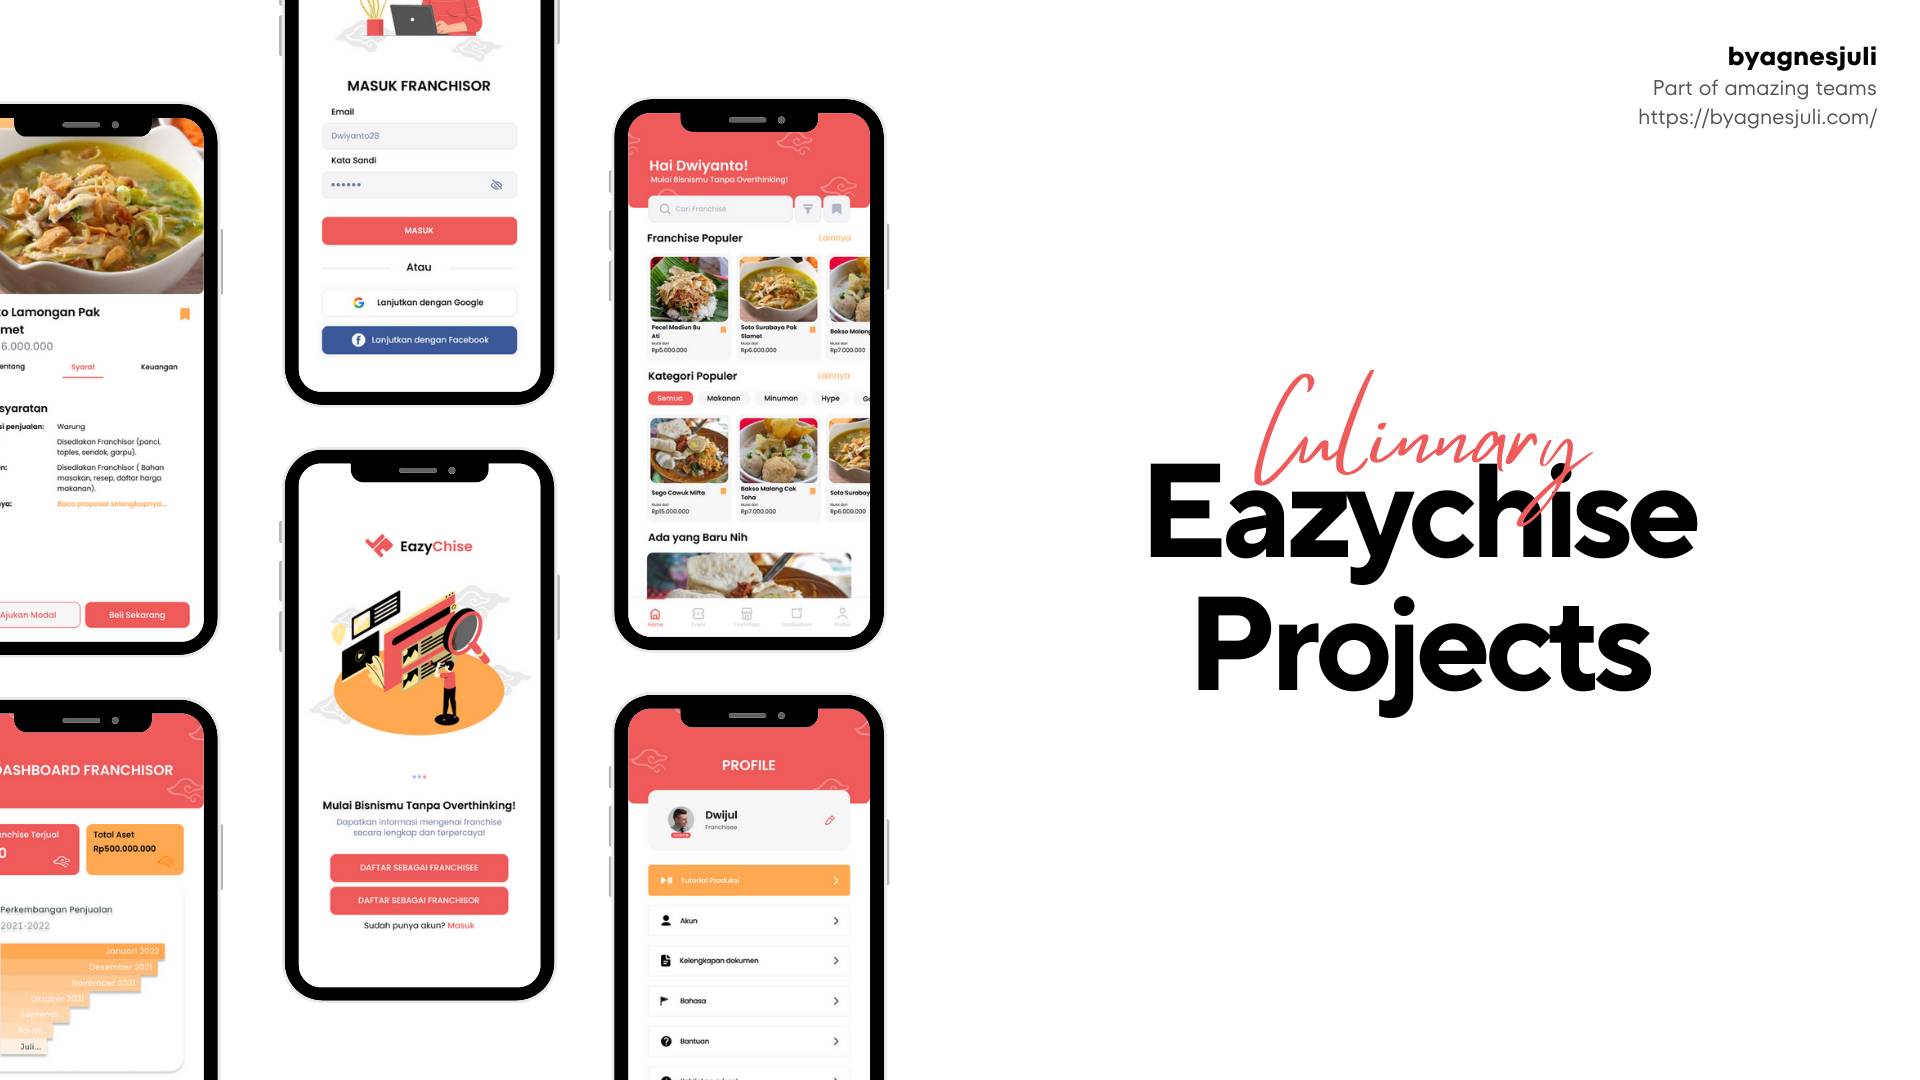 byagnesjuli
Part of amazing teams
https://byagnesjuli.com/
Culinnary
Eazychise
Projects
MASUK FRANCHISOR
Email
Dwiyanto28
Kata Sandi
MASUK
Atau
Lanjutkan dengan Google
Lanjutkan dengan Facebook
o Lamongan Pak
met
6.000.000
entang
Syarat
Keuangan
syaratan
si penjualan:
Warung
Disediakan Franchisor (panci,
toples, sendok, garpu).
n:
Disediakan Franchisor ( Bahan
masakan, resep, daftar harga
makanan).
ya:
Baca proposal selengkapnya...
Ajukan Modal
Beli Sekarang
DASHBOARD FRANCHISOR
nchise Terjual
0
Total Aset
Rp500.000.000
Perkembangan Penjualan
2021-2022
Januari 2022
Desember 2021
November 2021
Oktober 2021
Septemb...
Agust...
Juli...
EazyChise
Mulai Bisnismu Tanpa Overthinking!
Dapatkan informasi mengenai franchise
secara lengkap dan terpercaya!
DAFTAR SEBAGAI FRANCHISEE
DAFTAR SEBAGAI FRANCHISOR
Sudah punya akun? Masuk
Hai Dwiyanto!
Mulai Bisnismu Tanpa Overthinking!
Cari Franchise
Franchise Populer
Lainnya
Pecel Madiun Bu
Ati
Mulai dari
Rp5.000.000
Soto Surabaya Pak
Slamet
Mulai dari
Rp6.000.000
Bakso Malang
Mulai dari
Rp7.000.000
Kategori Populer
Lainnya
Semua
Makanan
Minuman
Hype
Sego Cawuk Mifta
Mulai dari
Rp15.000.000
Bakso Malang Cak
Toha
Mulai dari
Rp7.000.000
Soto Surabay
Mulai dari
Rp6.000.000
Ada yang Baru Nih
Home
Event
Franchise
Notification
Profile
PROFILE
Dwijul
Franchisee
Tutorial Produksi
Akun
Kelengkapan dokumen
Bahasa
Bantuan